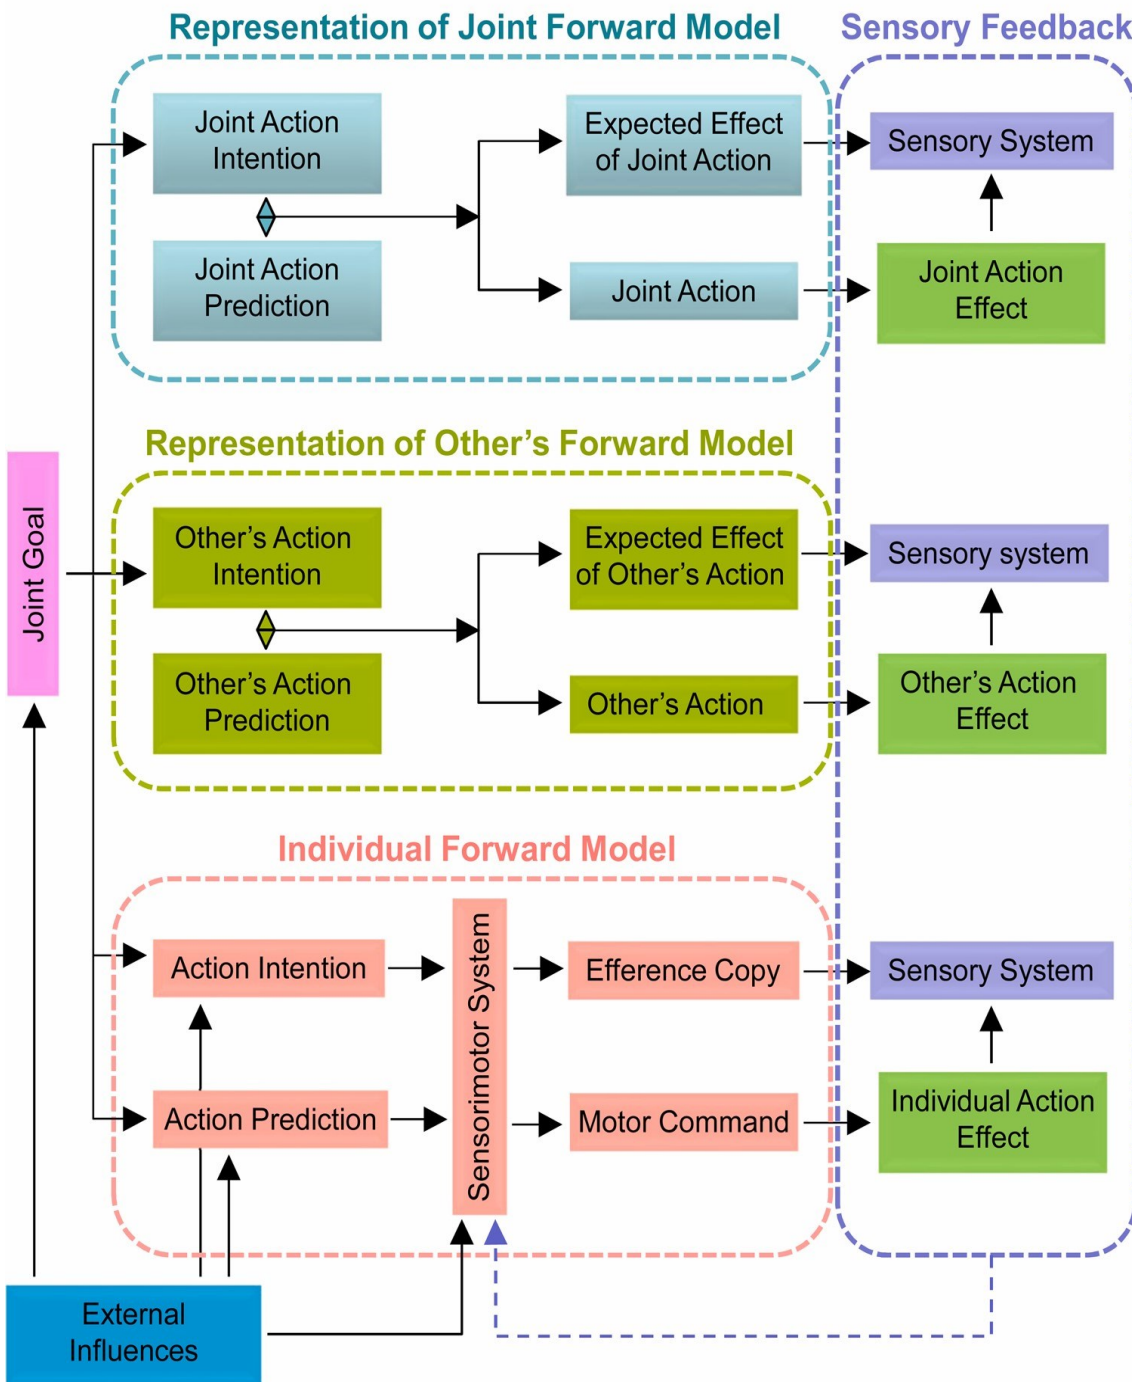 Representation of Joint Forward Model
Sensory Feedback
Joint Action
Intention
Expected Effect
of Joint Action
Sensory System
Joint Action
Prediction
Joint Action
Joint Action
Effect
Joint Goal
Representation of Other's Forward Model
Other's Action
Intention
Expected Effect
of Other's Action
Sensory system
Other's Action
Prediction
Other's Action
Other's Action
Effect
Individual Forward Model
Action Intention
Sensorimotor System
Efference Copy
Sensory System
Action Prediction
Motor Command
Individual Action
Effect
External
Influences